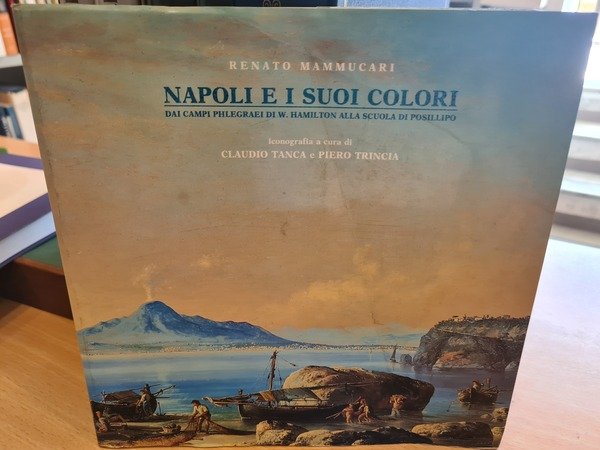 RENATO MAMMUCARI
NAPOLI E I SUOI COLORI
DAI CAMPI PHLEGRAEI DI W. HAMILTON ALLA SCUOLA DI POSILLIPO
Iconografia a cura di
CLAUDIO TANCA e PIERO TRINCIA